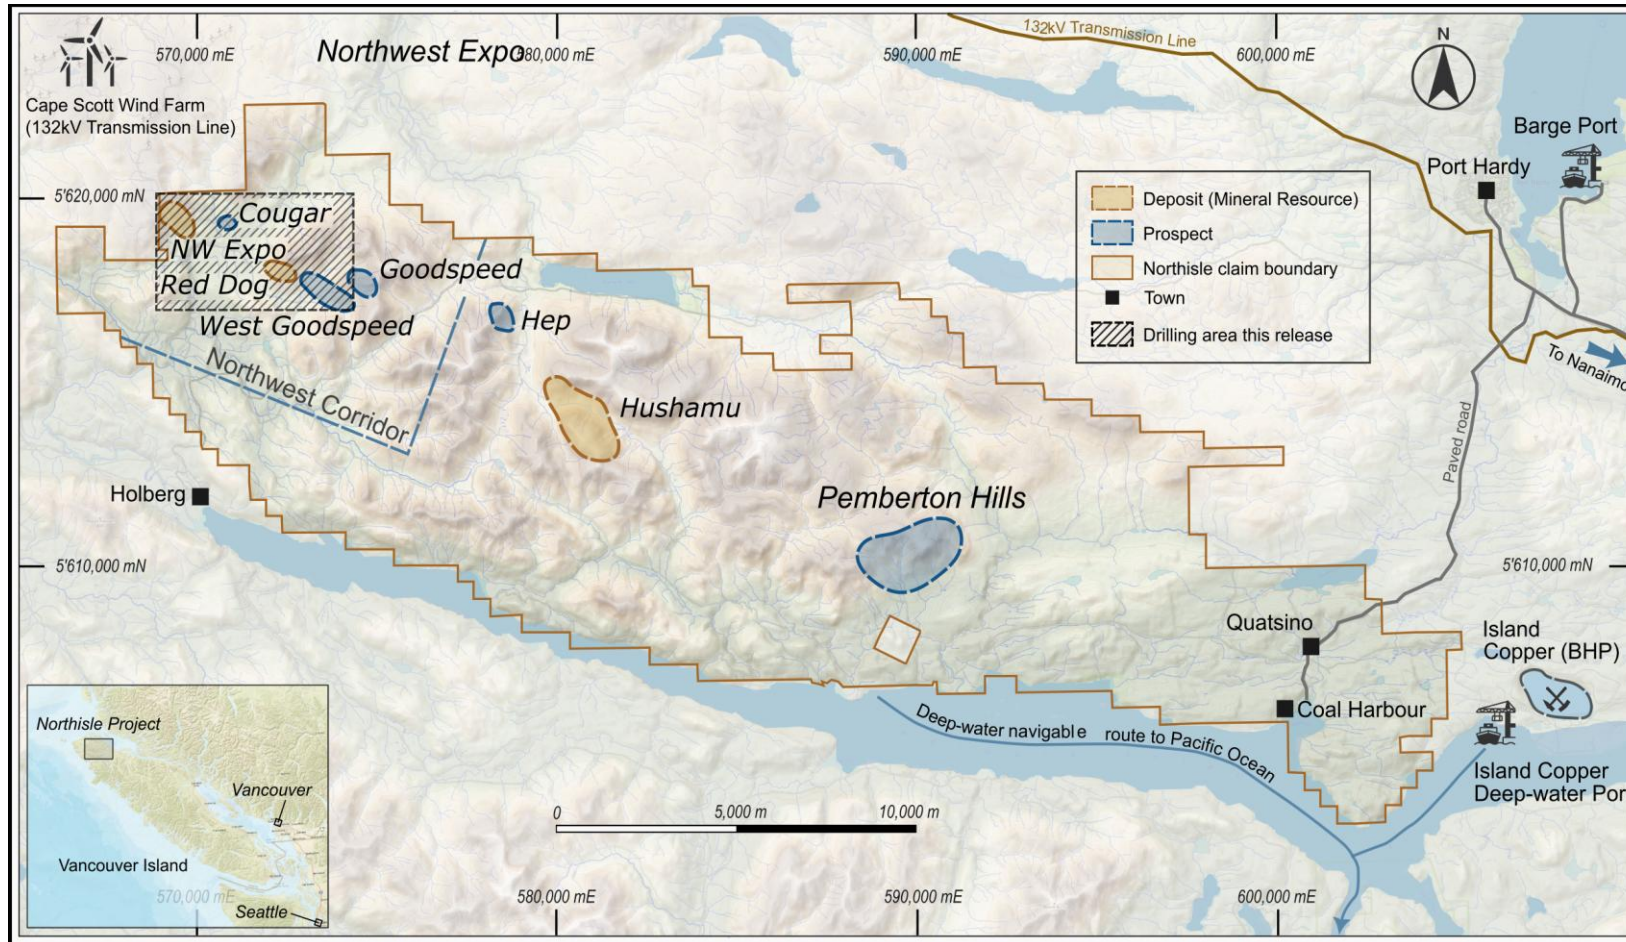 Northwest Expo
570,000 mE
580,000 mE
590,000 mE
600,000 mE
132kV Transmission Line
N
Cape Scott Wind Farm
(132kV Transmission Line)
Barge Port
Port Hardy
5'620,000 mN
Deposit (Mineral Resource)
Prospect
Northisle claim boundary
Town
Drilling area this release
Cougar
NW Expo
Red Dog
Goodspeed
West Goodspeed
Hep
Northwest Corridor
Hushamu
To Nanaimo
Paved road
Holberg
Pemberton Hills
5'610,000 mN
5'610,000 mN
Quatsino
Island
Copper (BHP)
Coal Harbour
Deep-water navigable route to Pacific Ocean
Island Copper
Deep-water Por
Northisle Project
Vancouver
Vancouver Island
Seattle
0
5,000 m
10,000 m
570,000 mE
580,000 mE
590,000 mE
600,000 mE